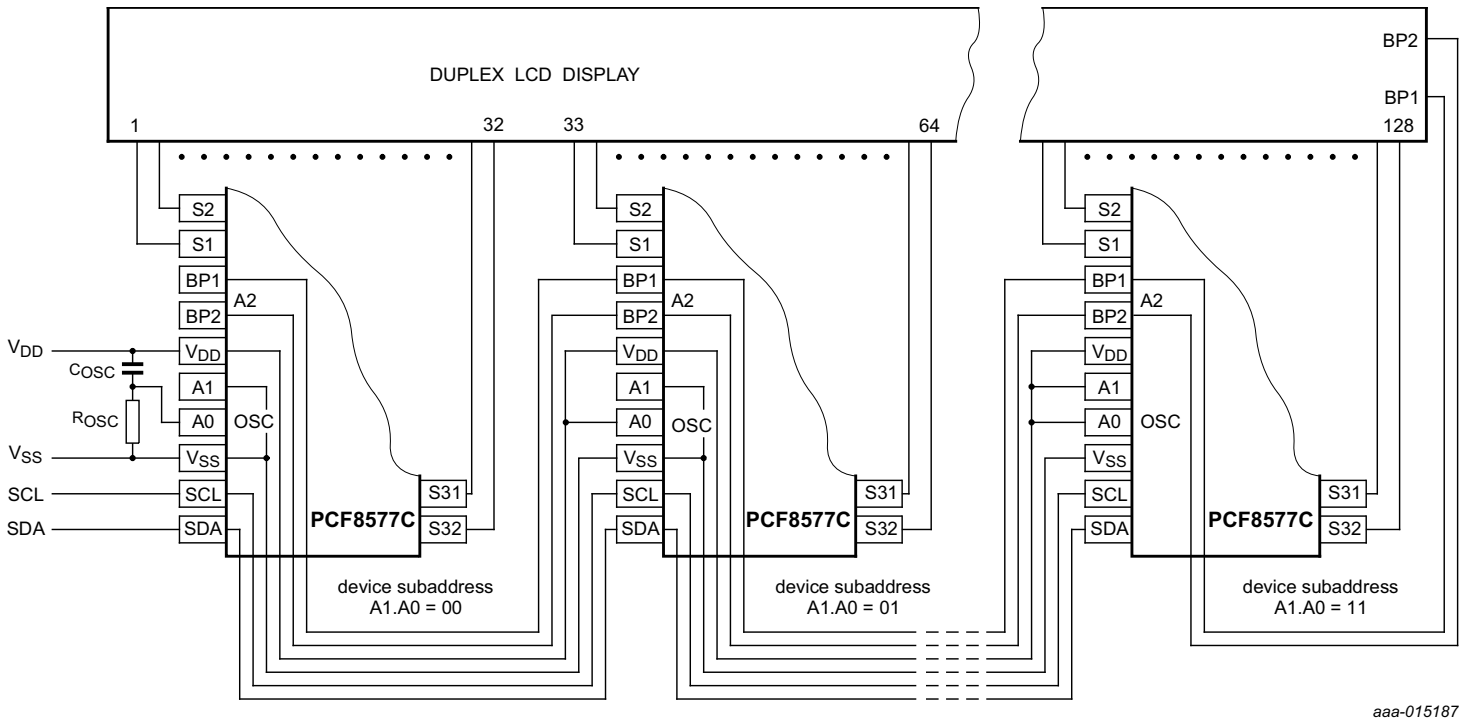 DUPLEX LCD DISPLAY
BP2
BP1
1
32
33
64
128
S2
S1
BP1
BP2
A2
VDD
VDD
COSC
A1
A0
OSC
ROSC
VSS
VSS
SCL
SCL
SDA
SDA
S31
S32
PCF8577C
device subaddress
A1.A0 = 00
S2
S1
BP1
BP2
A2
VDD
A1
A0
OSC
VSS
SCL
SDA
S31
S32
PCF8577C
device subaddress
A1.A0 = 01
S2
S1
BP1
BP2
A2
VDD
A1
A0
OSC
VSS
SCL
SDA
S31
S32
PCF8577C
device subaddress
A1.A0 = 11
aaa-015187